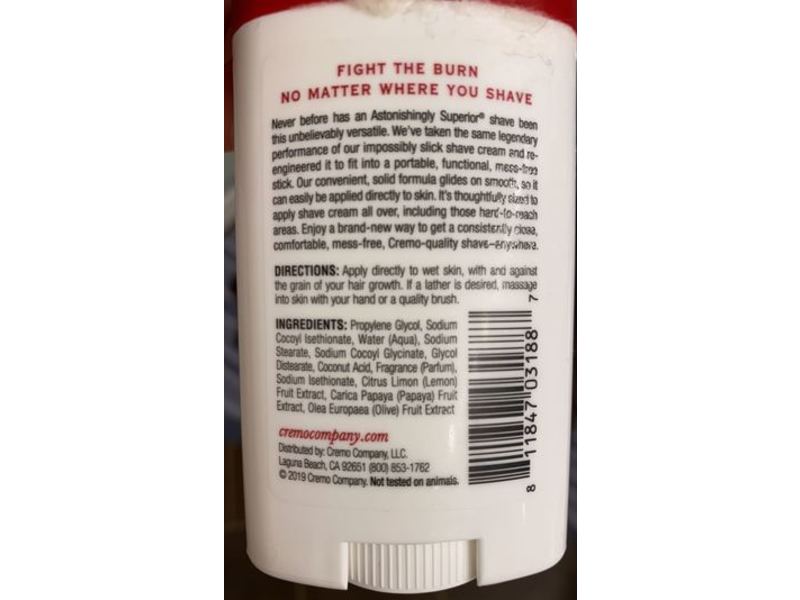 FIGHT THE BURN
NO MATTER WHERE YOU SHAVE
Never before has an Astonishingly Superior® shave been
this unbelievably versatile. We've taken the same legendary
performance of our impossibly slick shave cream and re-
engineered it to fit into a portable, functional, mess-free
stick. Our convenient, solid formula glides on smooth, so it
can easily be applied directly to skin. It's thoughtfully sized to
apply shave cream all over, including those hard-to-reach
areas. Enjoy a brand-new way to get a consistently close,
comfortable, mess-free, Cremo-quality shave–anywhere.
DIRECTIONS: Apply directly to wet skin, with and against
the grain of your hair growth. If a lather is desired, massage
into skin with your hand or a quality brush.
INGREDIENTS: Propylene Glycol, Sodium
Cocoyl Isethionate, Water (Aqua), Sodium
Stearate, Sodium Cocoyl Glycinate, Glycol
Distearate, Coconut Acid, Fragrance (Parfum),
Sodium Isethionate, Citrus Limon (Lemon)
Fruit Extract, Carica Papaya (Papaya) Fruit
Extract, Olea Europaea (Olive) Fruit Extract
cremocompany.com
Distributed by: Cremo Company, LLC.
Laguna Beach, CA 92651 (800) 853-1762
© 2019 Cremo Company. Not tested on animals.
8 11847 03188 7